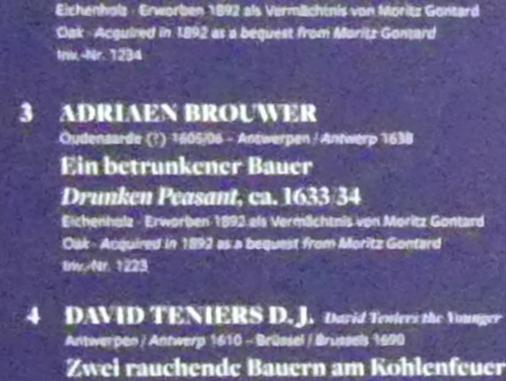 Eichenholz · Erworben 1892 als Vermächtnis von Moritz Gontard
Oak · Acquired in 1892 as a bequest from Moritz Gontard
Inv.-Nr. 1234
3 ADRIAEN BROUWER
Oudenaarde (?) 1605/06 – Antwerpen / Antwerp 1638
Ein betrunkener Bauer
Drunken Peasant, ca. 1633/34
Eichenholz · Erworben 1892 als Vermächtnis von Moritz Gontard
Oak · Acquired in 1892 as a bequest from Moritz Gontard
Inv.-Nr. 1223
4 DAVID TENIERS D. J. David Teniers the Younger
Antwerpen / Antwerp 1610 – Brüssel / Brussels 1690
Zwei rauchende Bauern am Kohlenfeuer